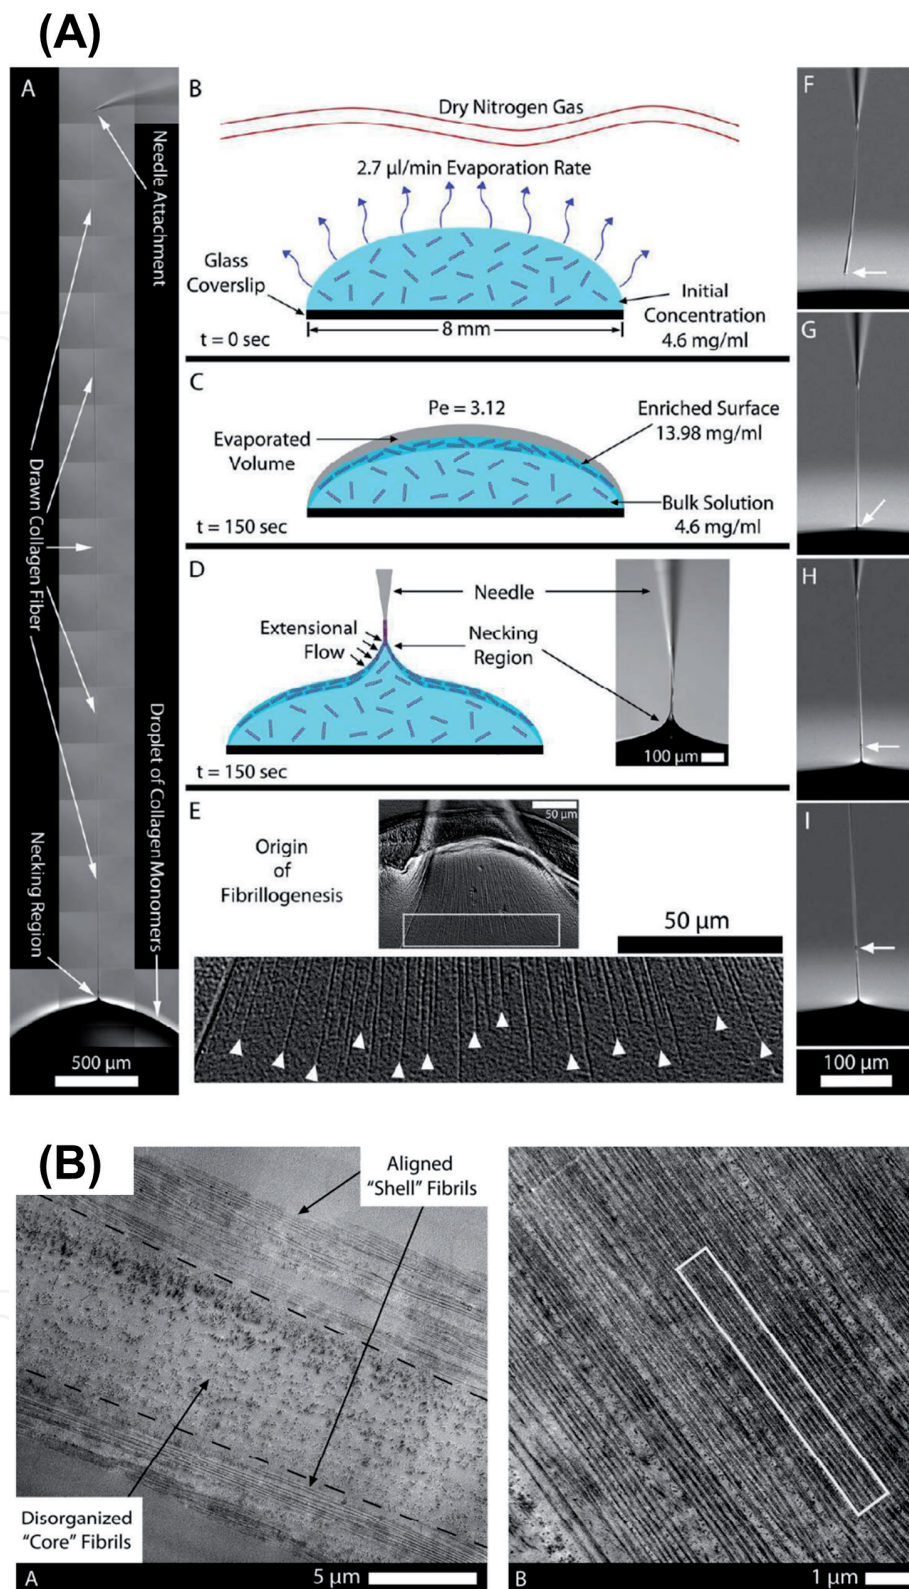 (A)
A
Needle Attachment
Drawn Collagen Fiber
Droplet of Collagen Monomers
Necking Region
500 µm
B
Dry Nitrogen Gas
2.7 µl/min Evaporation Rate
Glass
Coverslip
Initial
Concentration
4.6 mg/ml
8 mm
t = 0 sec
C
Pe = 3.12
Evaporated
Volume
Enriched Surface
13.98 mg/ml
Bulk Solution
4.6 mg/ml
t = 150 sec
D
Needle
Extensional
Flow
Necking
Region
100 µm
t = 150 sec
E
50 µm
Origin
of
Fibrillogenesis
50 µm
F
G
H
I
100 µm
(B)
Aligned
"Shell" Fibrils
Disorganized
"Core" Fibrils
A
5 µm
B
1 µm